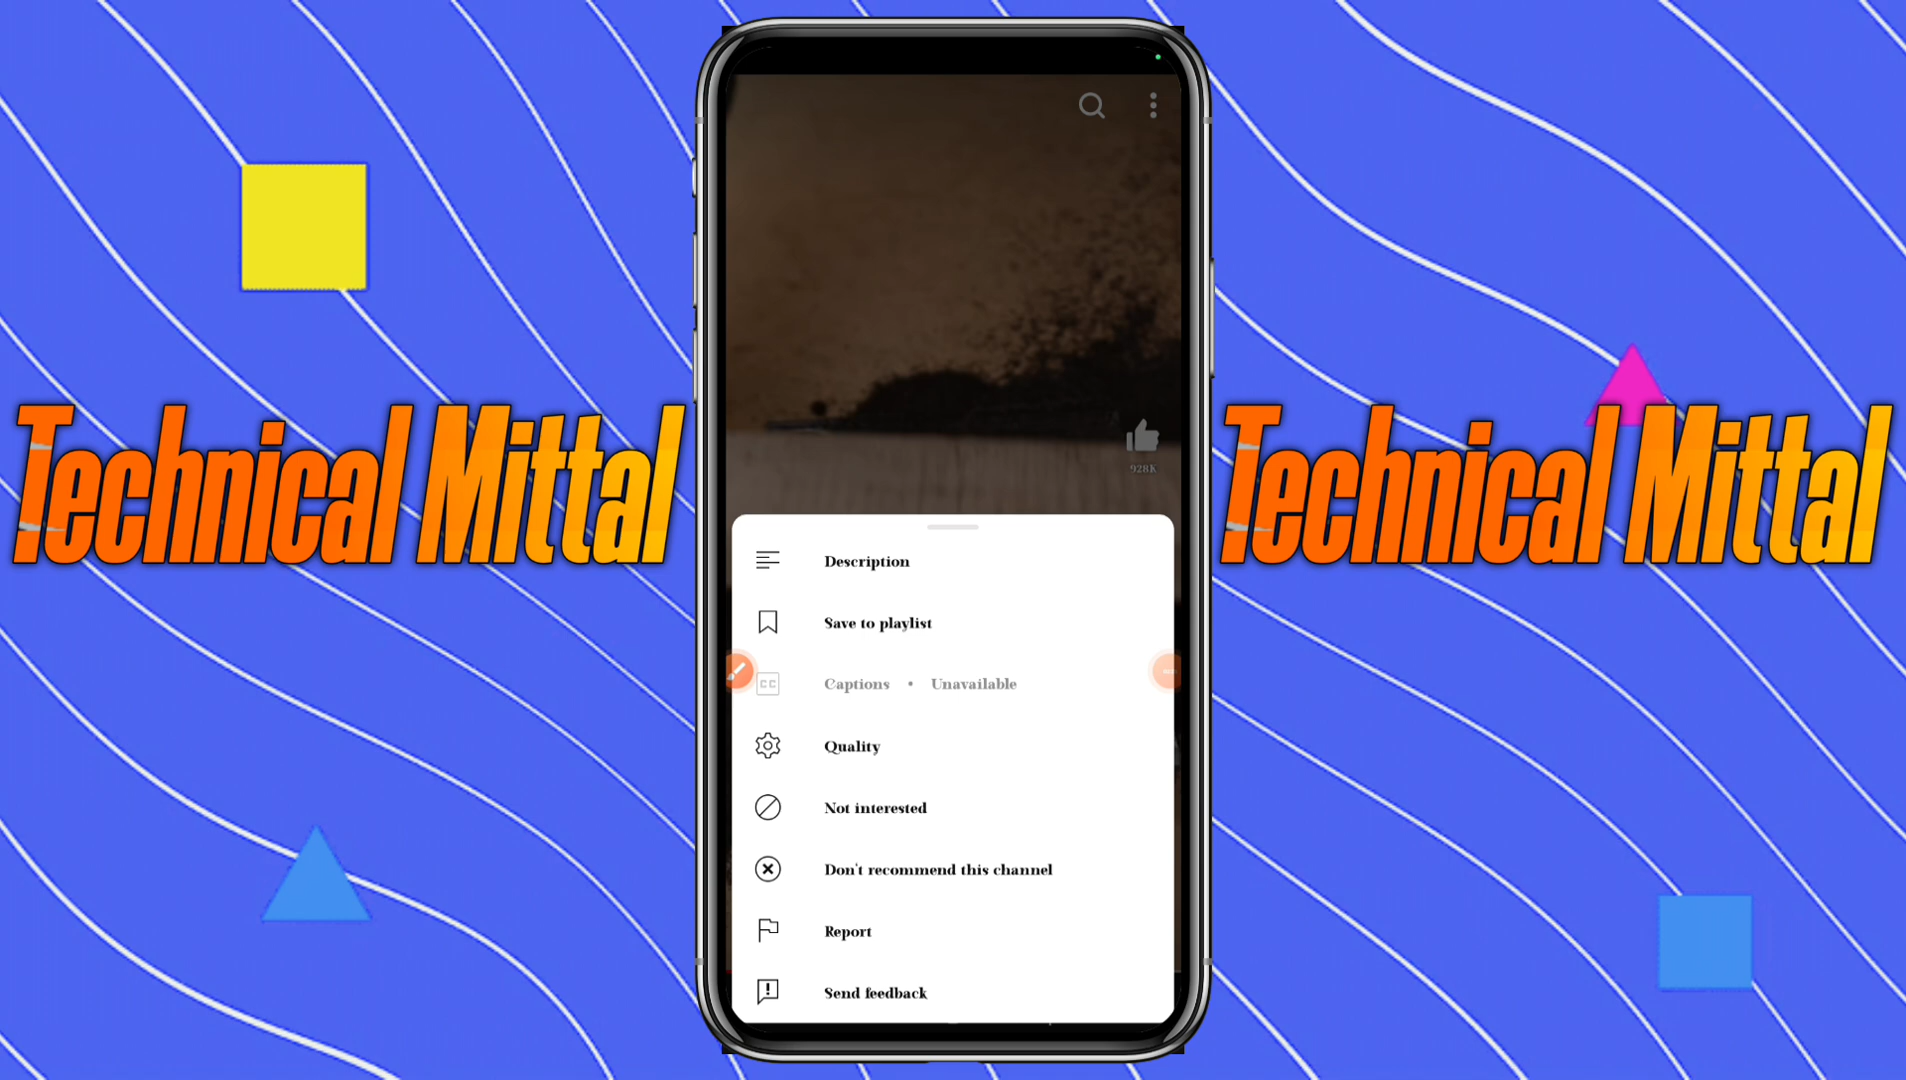 928K
Technical Mittal
Technical Mittal
Description
Save to playlist
CC
Captions • Unavailable
Quality
Not interested
Don't recommend this channel
Report
Send feedback